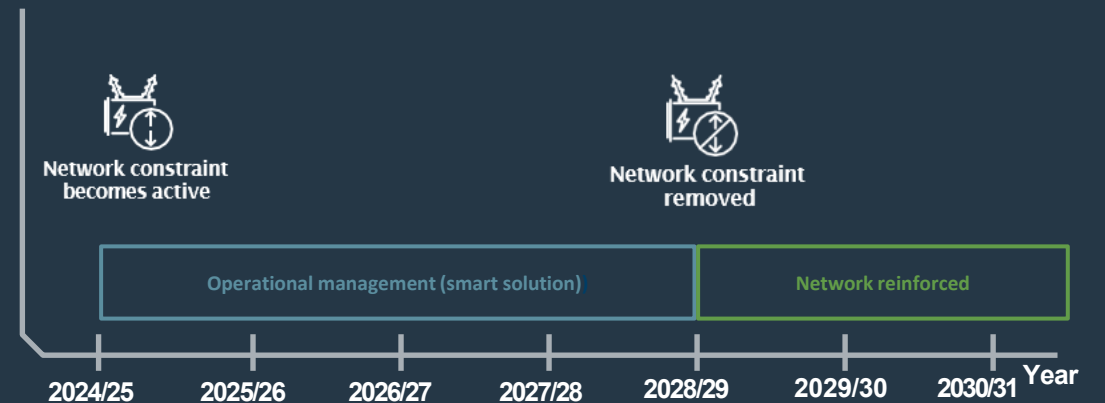 Network constraint
becomes active
Network constraint
removed
Operational management (smart solution)
Network reinforced
2024/25
2025/26
2026/27
2027/28
2028/29
2029/30
2030/31
Year